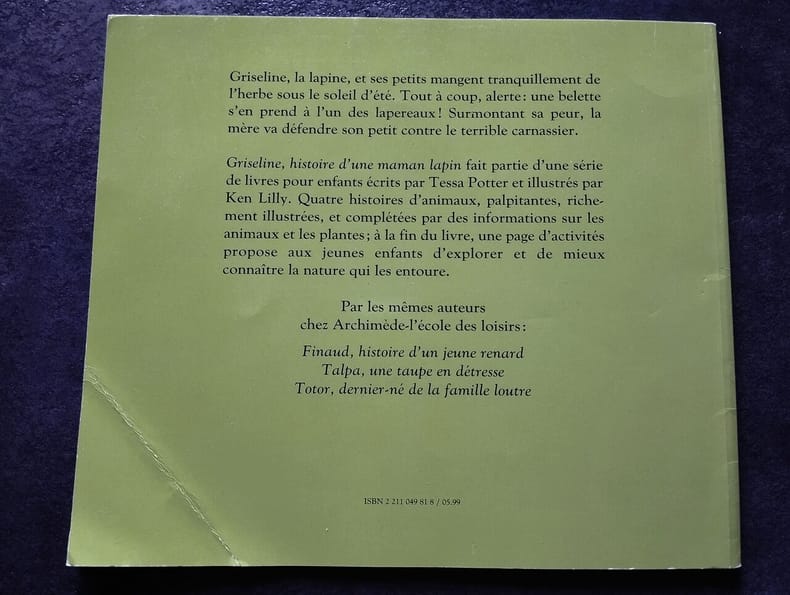 Griseline, la lapine, et ses petits mangent tranquillement de
l'herbe sous le soleil d'été. Tout à coup, alerte : une belette
s'en prend à l'un des lapereaux ! Surmontant sa peur, la
mère va défendre son petit contre le terrible carnassier.
Griseline, histoire d'une maman lapin fait partie d'une série
de livres pour enfants écrits par Tessa Potter et illustrés par
Ken Lilly. Quatre histoires d'animaux, palpitantes, riche-
ment illustrées, et complétées par des informations sur les
animaux et les plantes ; à la fin du livre, une page d'activités
propose aux jeunes enfants d'explorer et de mieux
connaître la nature qui les entoure.
Par les mêmes auteurs
chez Archimède-l'école des loisirs :
Finaud, histoire d'un jeune renard
Talpa, une taupe en détresse
Totor, dernier-né de la famille loutre
ISBN 2 211 049 81 8 / 05.99